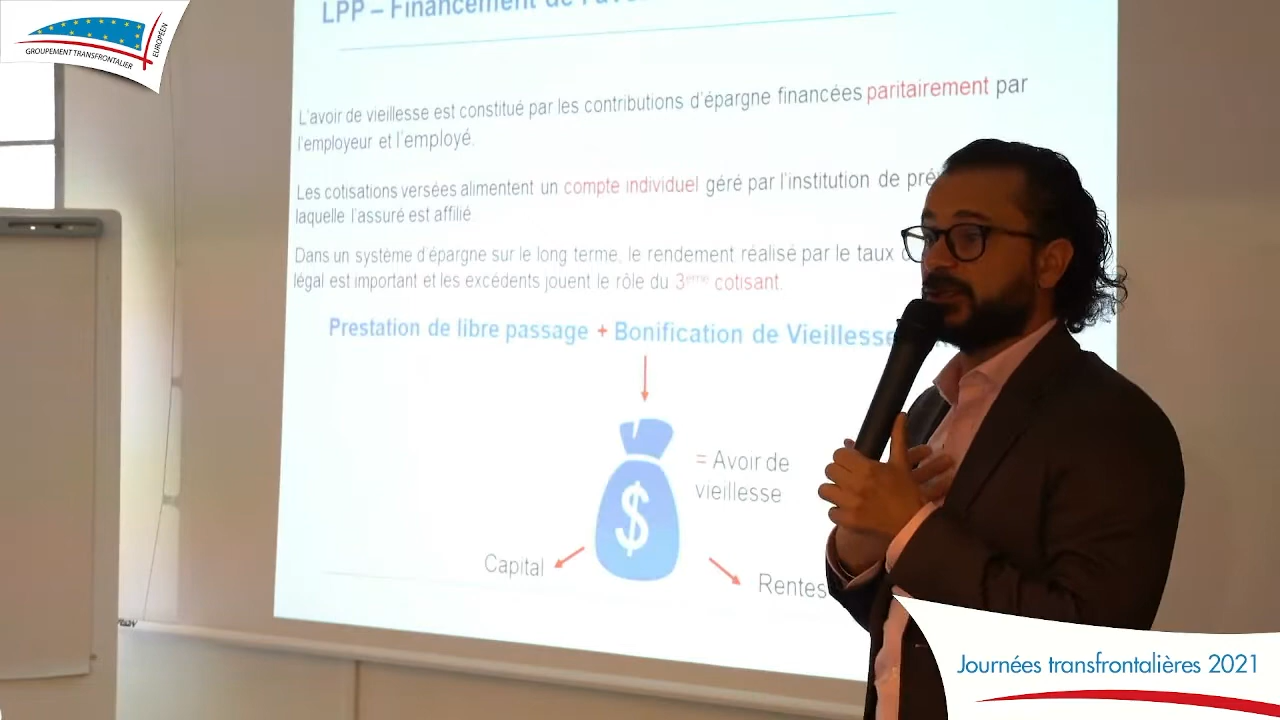 GROUPEMENT TRANSFRONTALIER
EUROPÉEN
LPP – Financement de
L'avoir de vieillesse est constitué par les contributions d'épargne financées paritairement par
l'employeur et l'employé.
Les cotisations versées alimentent un compte individuel géré par l'institution de
laquelle l'assuré est affilié.
Dans un système d'épargne sur le long terme, le rendement réalisé par le taux
légal est important et les excédents jouent le rôle du 3ème cotisant.
Prestation de libre passage + Bonification de Vieillesse
= Avoir de
vieillesse
$
Capital
Rentes
Journées transfrontalières 2021